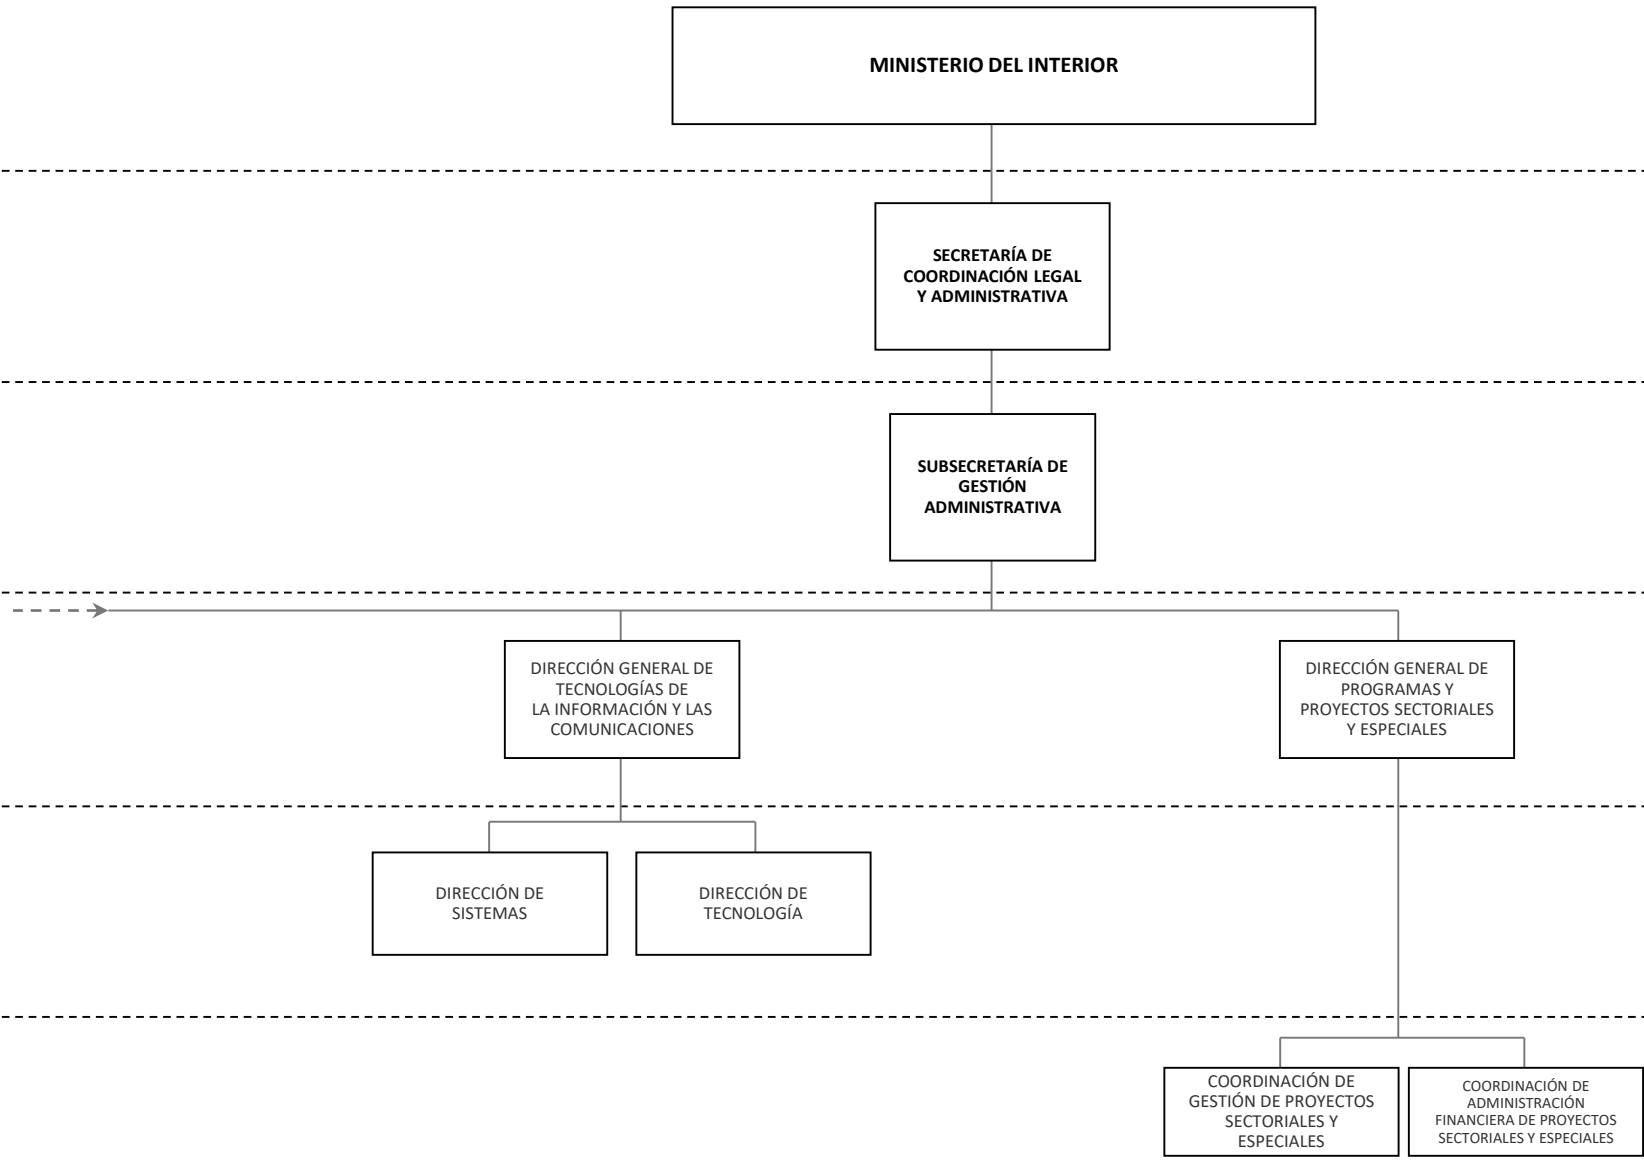 MINISTERIO DEL INTERIOR
SECRETARÍA DE
COORDINACIÓN LEGAL
Y ADMINISTRATIVA
SUBSECRETARÍA DE
GESTIÓN
ADMINISTRATIVA
DIRECCIÓN GENERAL DE
TECNOLOGÍAS DE
LA INFORMACIÓN Y LAS
COMUNICACIONES
DIRECCIÓN GENERAL DE
PROGRAMAS Y
PROYECTOS SECTORIALES
Y ESPECIALES
DIRECCIÓN DE
SISTEMAS
DIRECCIÓN DE
TECNOLOGÍA
COORDINACIÓN DE
GESTIÓN DE PROYECTOS
SECTORIALES Y
ESPECIALES
COORDINACIÓN DE
ADMINISTRACIÓN
FINANCIERA DE PROYECTOS
SECTORIALES Y ESPECIALES